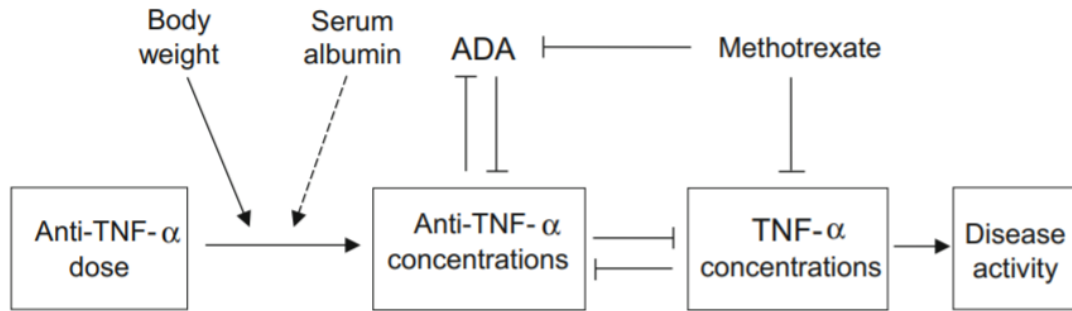 Body
weight
Serum
albumin
ADA
Methotrexate
Anti-TNF-α
dose
Anti-TNF-α
concentrations
TNF-α
concentrations
Disease
activity